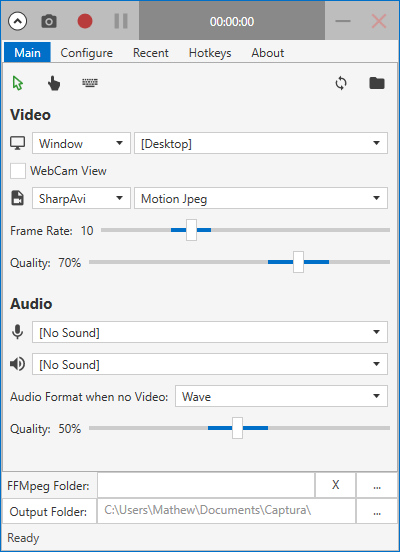 00:00:00
Main Configure Recent Hotkeys About
Video
Window [Desktop]
WebCam View
SharpAvi Motion Jpeg
Frame Rate: 10
Quality: 70%
Audio
[No Sound]
[No Sound]
Audio Format when no Video: Wave
Quality: 50%
FFMpeg Folder: X ...
Output Folder: C:\Users\Mathew\Documents\Captura\ ...
Ready